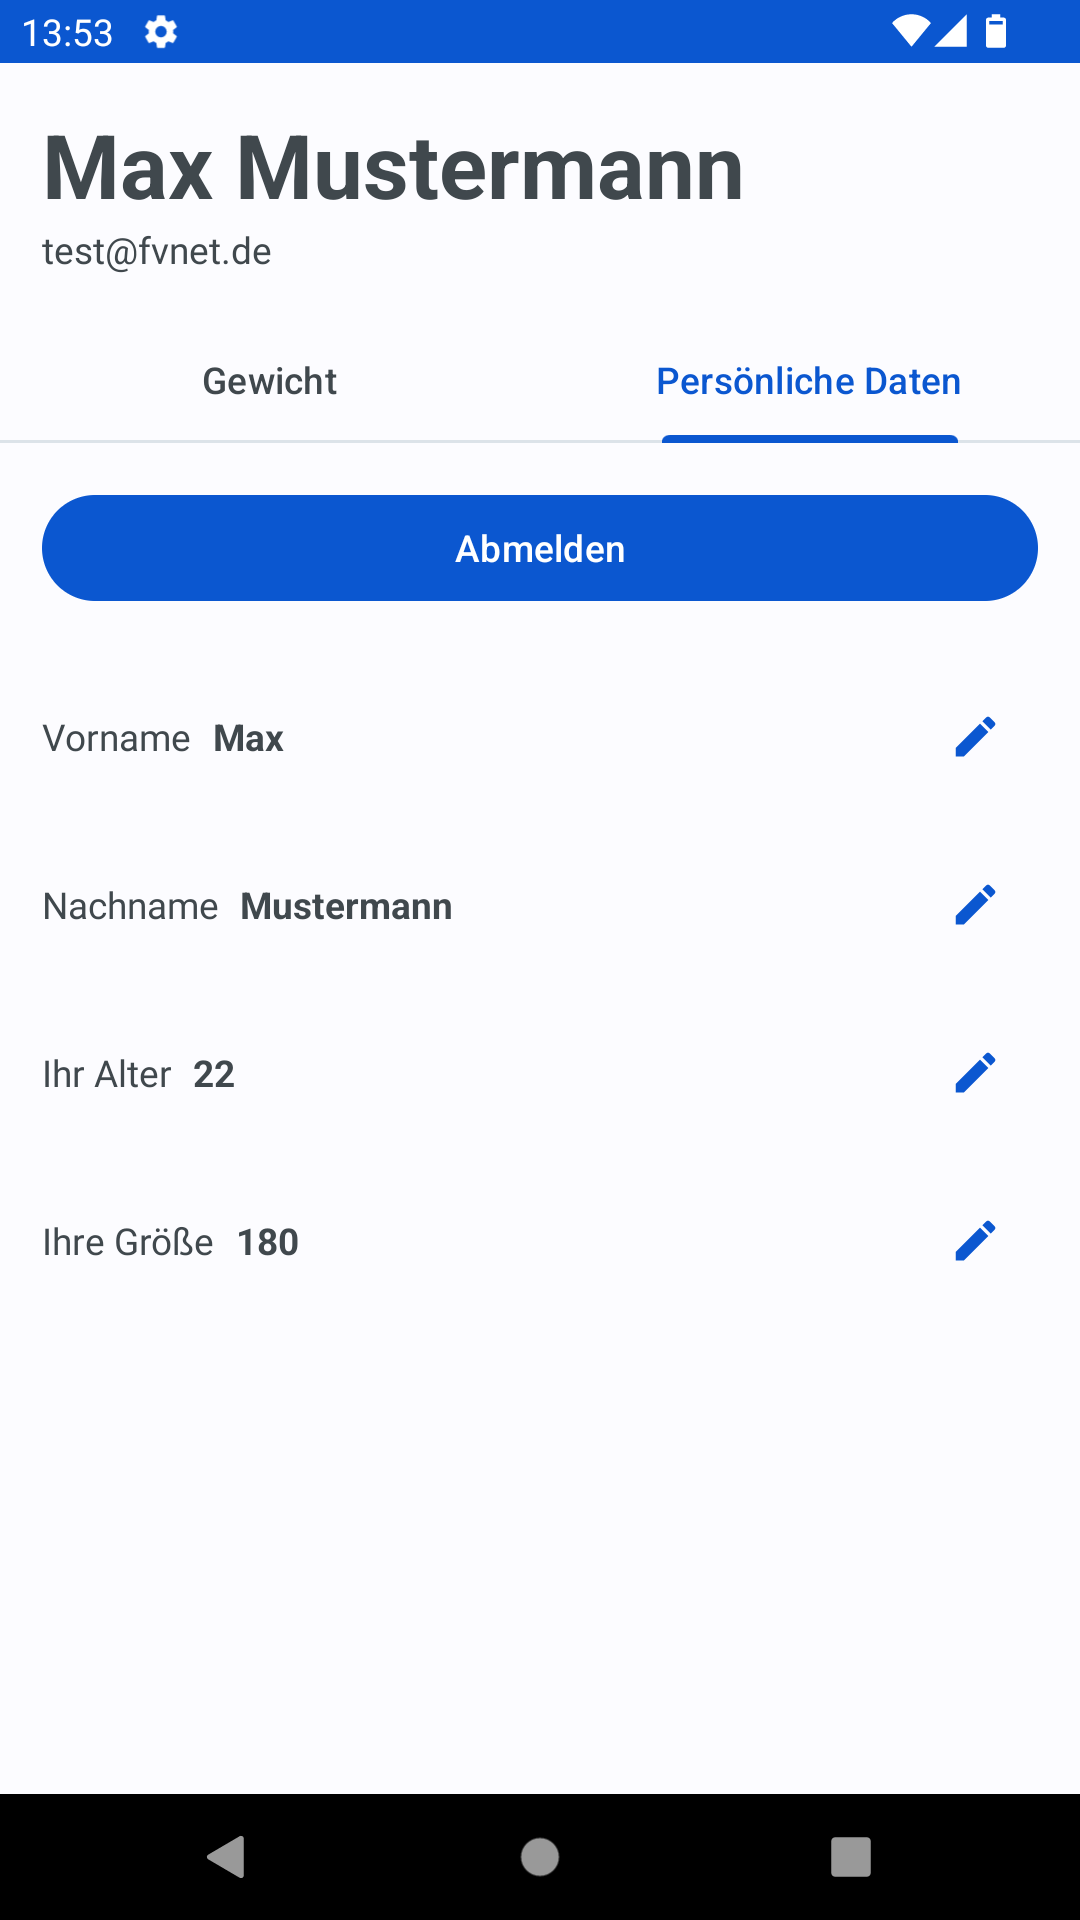 13:53
Max Mustermann
test@fvnet.de
Gewicht Persönliche Daten
Abmelden
Vorname Max
Nachname Mustermann
Ihr Alter 22
Ihre Größe 180